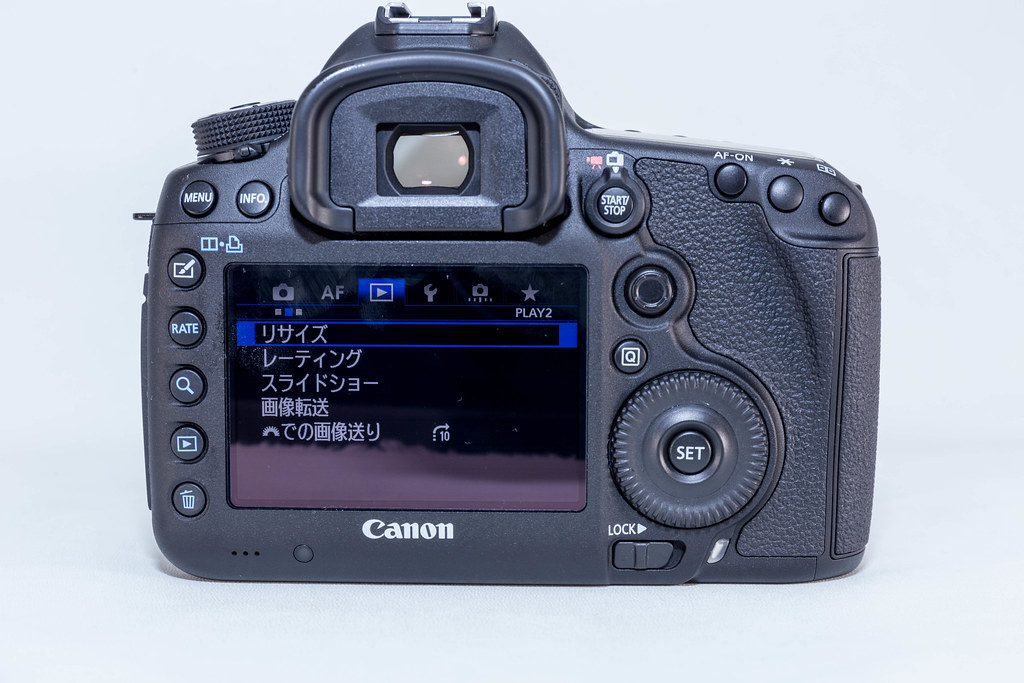 AF-ON
MENU
INFO.
START/
STOP
AF
PLAY2
リサイズ
レーティング
スライドショー
画像転送
での画像送り 10
RATE
Q
SET
Canon
LOCK